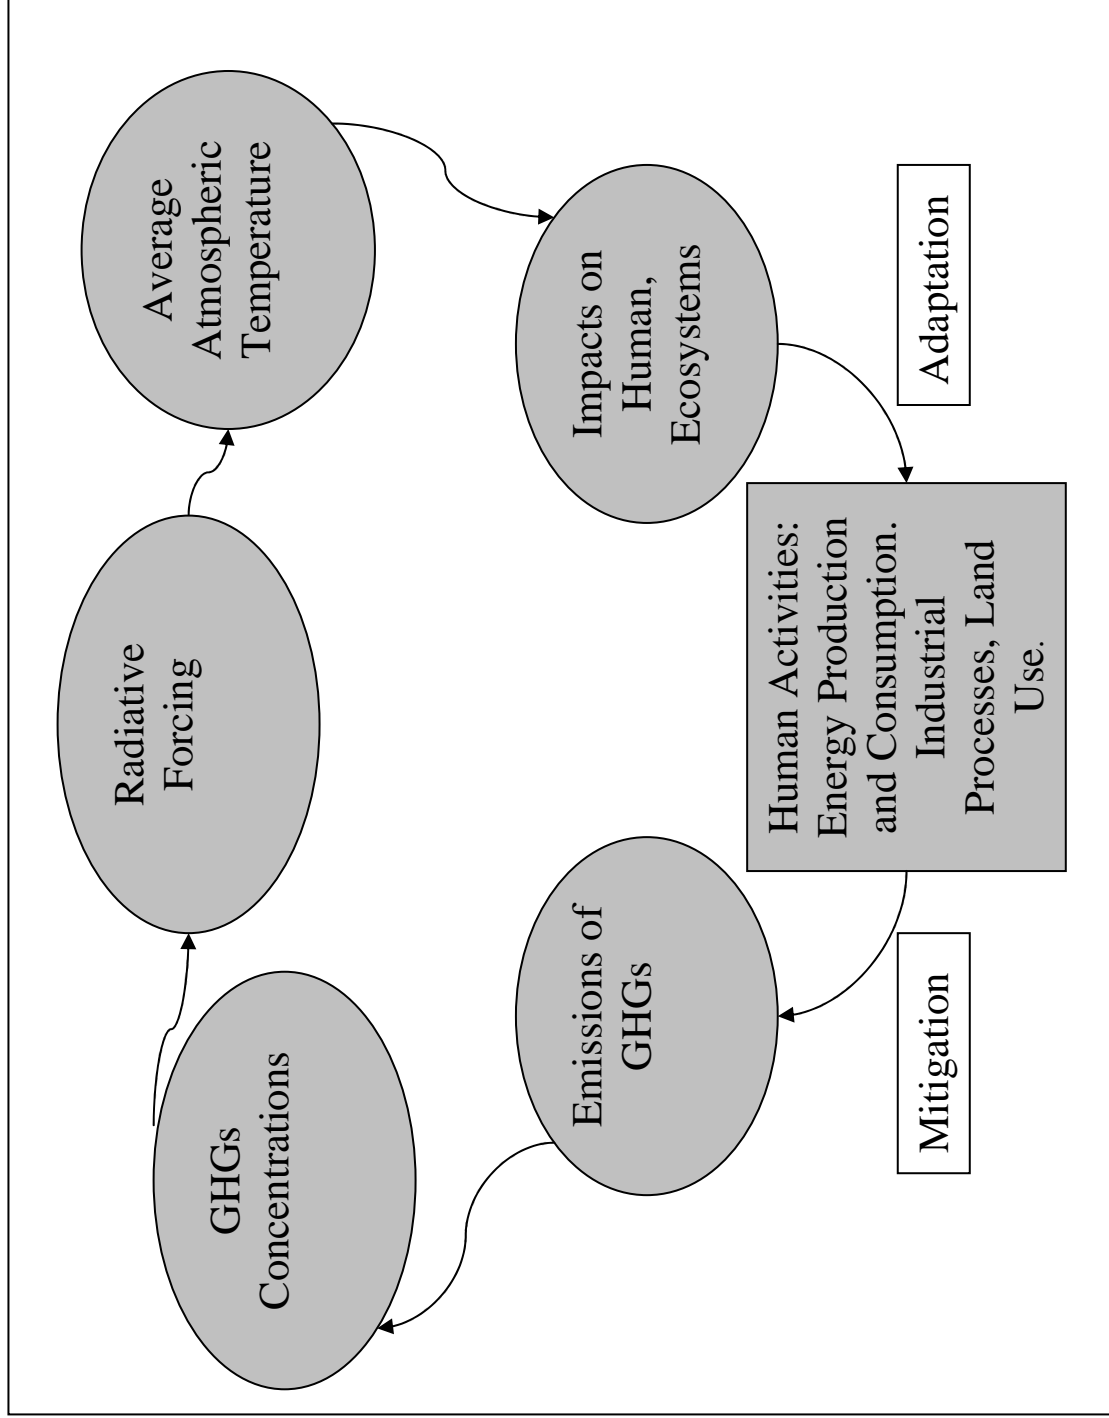 Radiative
Forcing
Average
Atmospheric
Temperature
GHGs
Concentrations
Impacts on
Human,
Ecosystems
Emissions of
GHGs
Human Activities:
Energy Production
and Consumption.
Industrial
Processes, Land
Use.
Mitigation
Adaptation